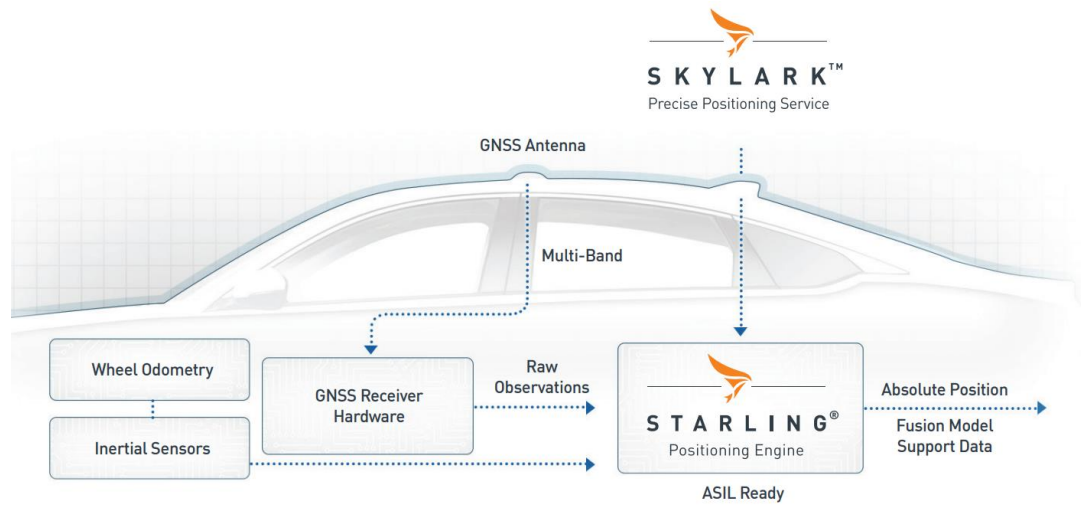 SKYLARK™
Precise Positioning Service
GNSS Antenna
Multi-Band
Wheel Odometry
Inertial Sensors
GNSS Receiver
Hardware
Raw
Observations
STARLING®
Positioning Engine
ASIL Ready
Absolute Position
Fusion Model
Support Data